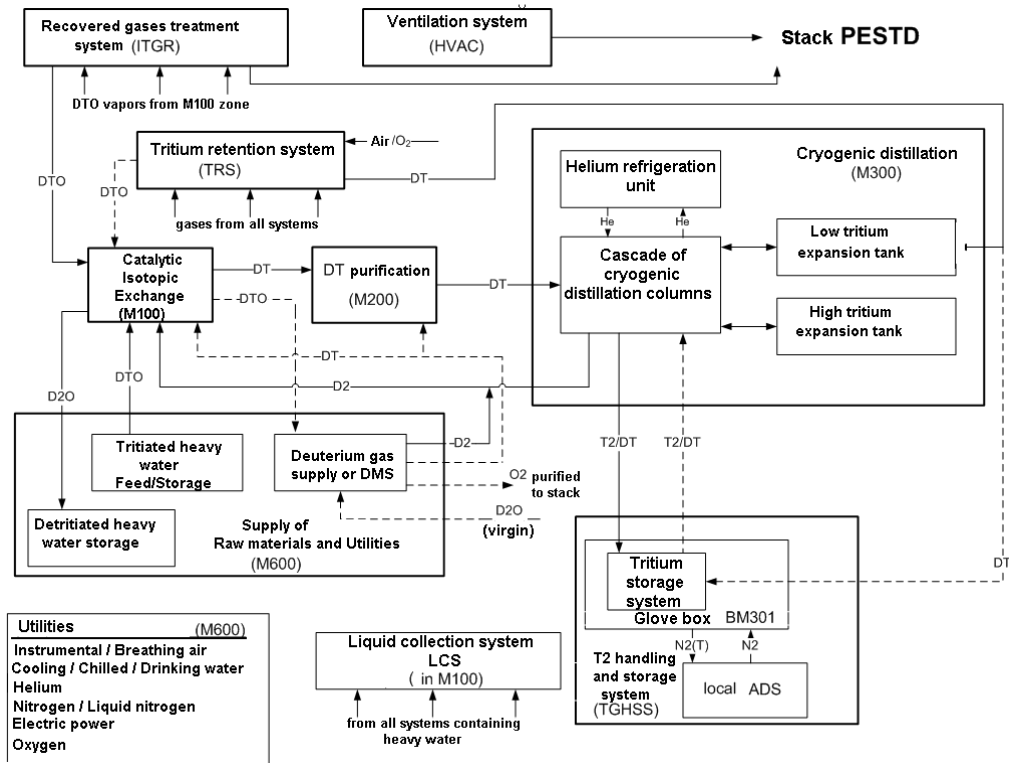 Recovered gases treatment
system (ITGR)
Ventilation system
(HVAC)
Stack PESTD
DTO vapors from M100 zone
Tritium retention system
(TRS)
Air/O2
DT
DTO
DTO
gases from all systems
Cryogenic distillation
(M300)
Helium refrigeration
unit
He
He
Low tritium
expansion tank
Cascade of
cryogenic
distillation columns
High tritium
expansion tank
Catalytic
Isotopic
Exchange
(M100)
DT
DTO
DT purification
(M200)
DT
DT
D2
D2O
DTO
T2/DT
T2/DT
Tritiated heavy
water
Feed/Storage
Deuterium gas
supply or DMS
D2
O2 purified
to stack
D2O
(virgin)
Detritiated heavy
water storage
Supply of
Raw materials and Utilities
(M600)
DT
Tritium
storage
system
Glove box BM301
N2(T)
N2
T2 handling
and storage
system
(TGHSS)
local ADS
Utilities (M600)
Instrumental / Breathing air
Cooling / Chilled / Drinking water
Helium
Nitrogen / Liquid nitrogen
Electric power
Oxygen
Liquid collection system
LCS
( in M100)
from all systems containing
heavy water